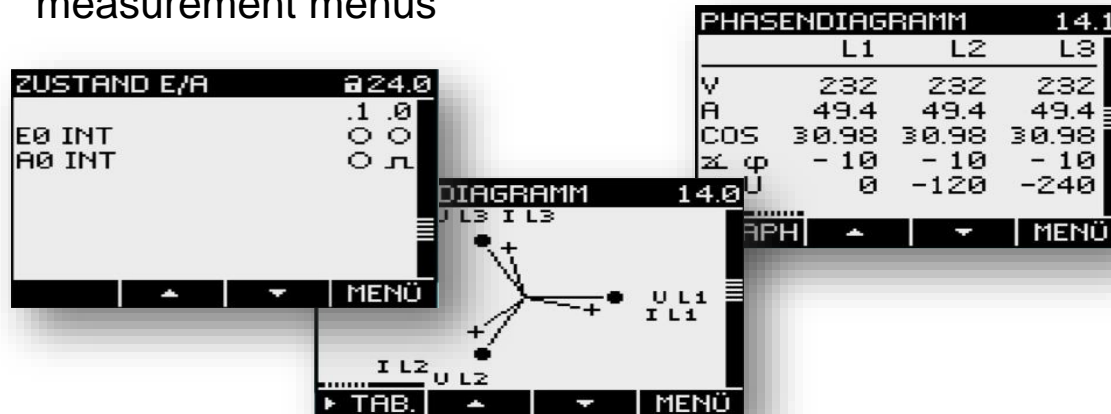 measurement menus
PHASENDIAGRAMM 14.1
L1 L2 L3
V 232 232 232
A 49.4 49.4 49.4
COS 30.98 30.98 30.98
∡ φ -10 -10 -10
U 0 -120 -240
APH ▲ ▼ MENÜ
ZUSTAND E/A 24.0
.1 .0
E0 INT
A0 INT
▲ ▼ MENÜ
DIAGRAMM 14.0
U L3 I L3
U L1
I L1
I L2
U L2
▸ TAB. ▲ ▼ MENÜ